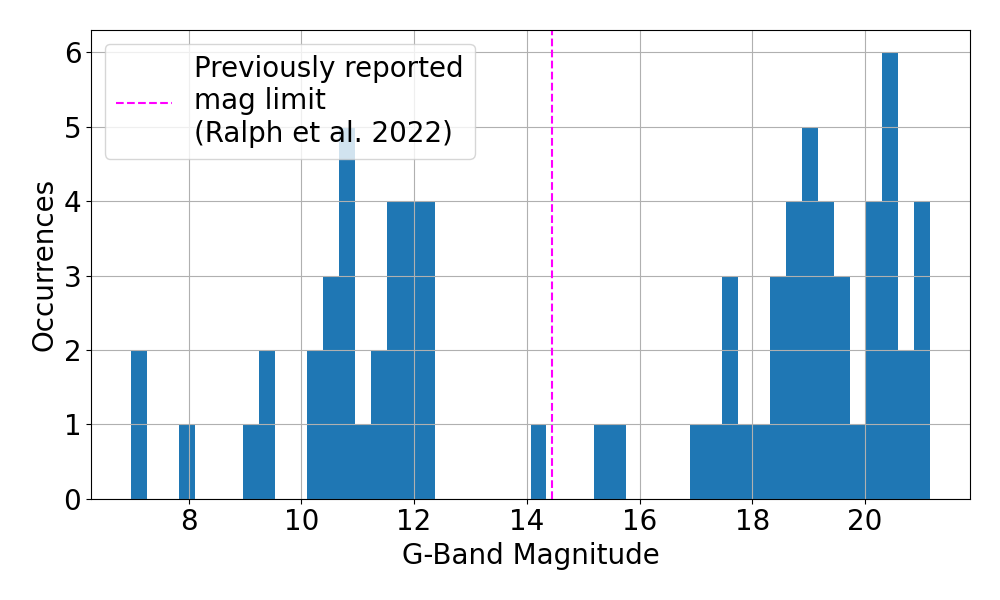 Previously reported
mag limit
(Ralph et al. 2022)
6
5
4
3
2
1
0
Occurrences
8 10 12 14 16 18 20
G-Band Magnitude